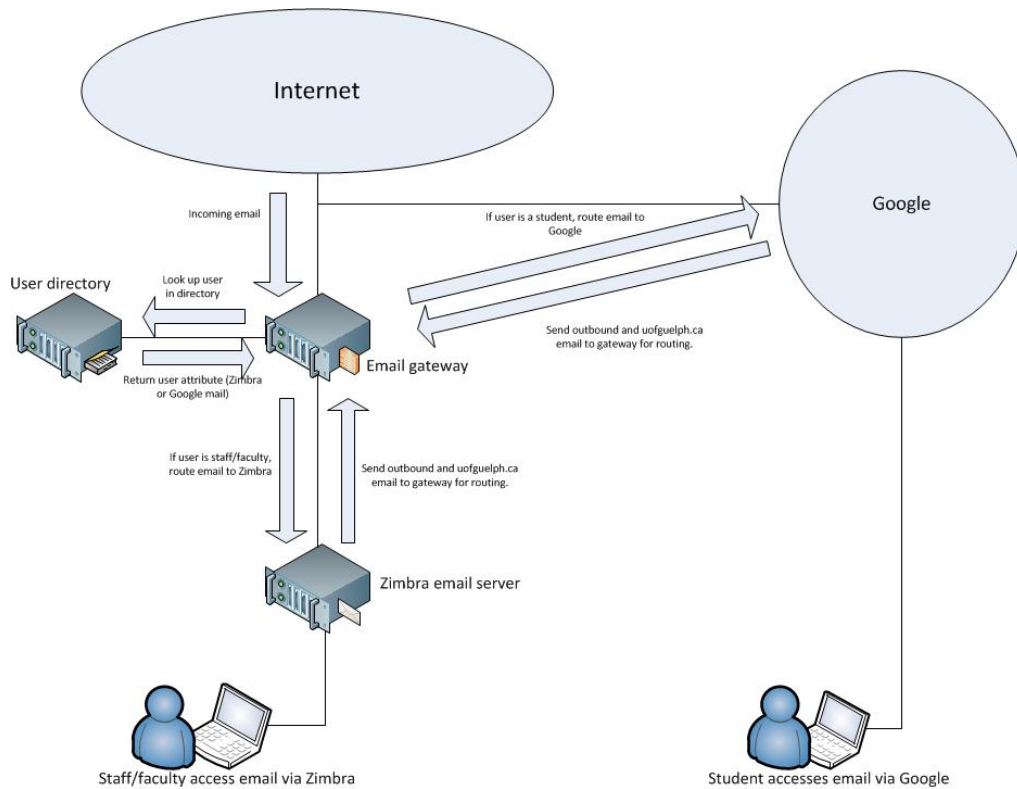 Internet
Google
Incoming email
If user is a student, route email to
Google
User directory
Look up user
in directory
Send outbound and uofguelph.ca
email to gateway for routing.
Email gateway
Return user attribute (Zimbra
or Google mail)
If user is staff/faculty,
route email to Zimbra
Send outbound and uofguelph.ca
email to gateway for routing.
Zimbra email server
Staff/faculty access email via Zimbra
Student accesses email via Google